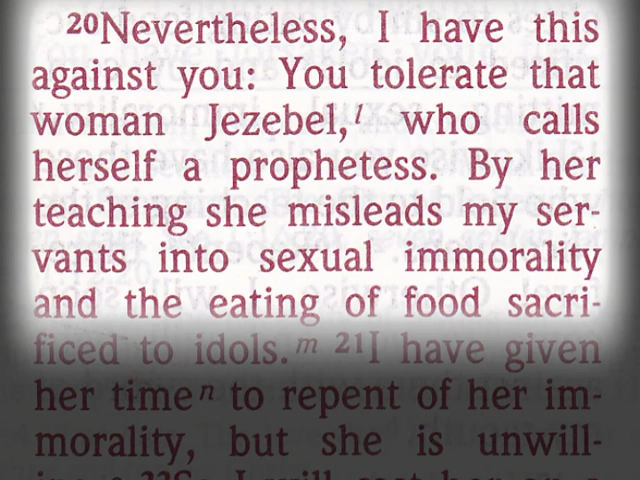 20Nevertheless, I have this
against you: You tolerate that
woman Jezebel,l who calls
herself a prophetess. By her
teaching she misleads my ser-
vants into sexual immorality
and the eating of food sacri-
ficed to idols.m 21I have given
her timen to repent of her im-
morality, but she is unwill-